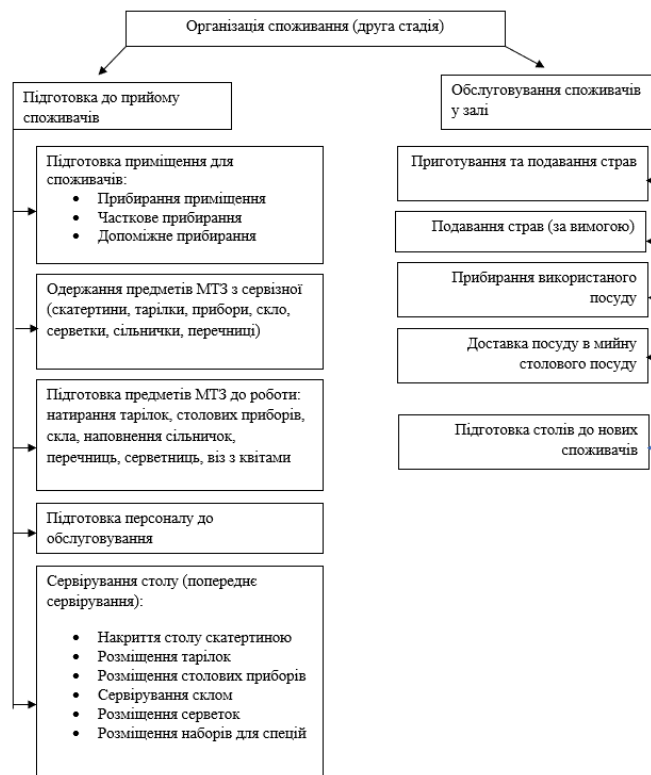 Організація споживання (друга стадія)
Підготовка до прийому
споживачів
Підготовка приміщення для
споживачів:
• Прибирання приміщення
• Часткове прибирання
• Допоміжне прибирання
Одержання предметів МТЗ з сервізної
(скатертини, тарілки, прибори, скло,
серветки, сільнички, перечниці)
Підготовка предметів МТЗ до роботи:
натирання тарілок, столових приборів,
скла, наповнення сільничок,
перечниць, серветниць, віз з квітами
Підготовка персоналу до
обслуговування
Сервірування столу (попереднє
сервірування):
• Накриття столу скатертиною
• Розміщення тарілок
• Розміщення столових приборів
• Сервірування склом
• Розміщення серветок
• Розміщення наборів для спецій
Обслуговування споживачів
у залі
Приготування та подавання страв
Подавання страв (за вимогою)
Прибирання використаного
посуду
Доставка посуду в мийну
столового посуду
Підготовка столів до нових
споживачів